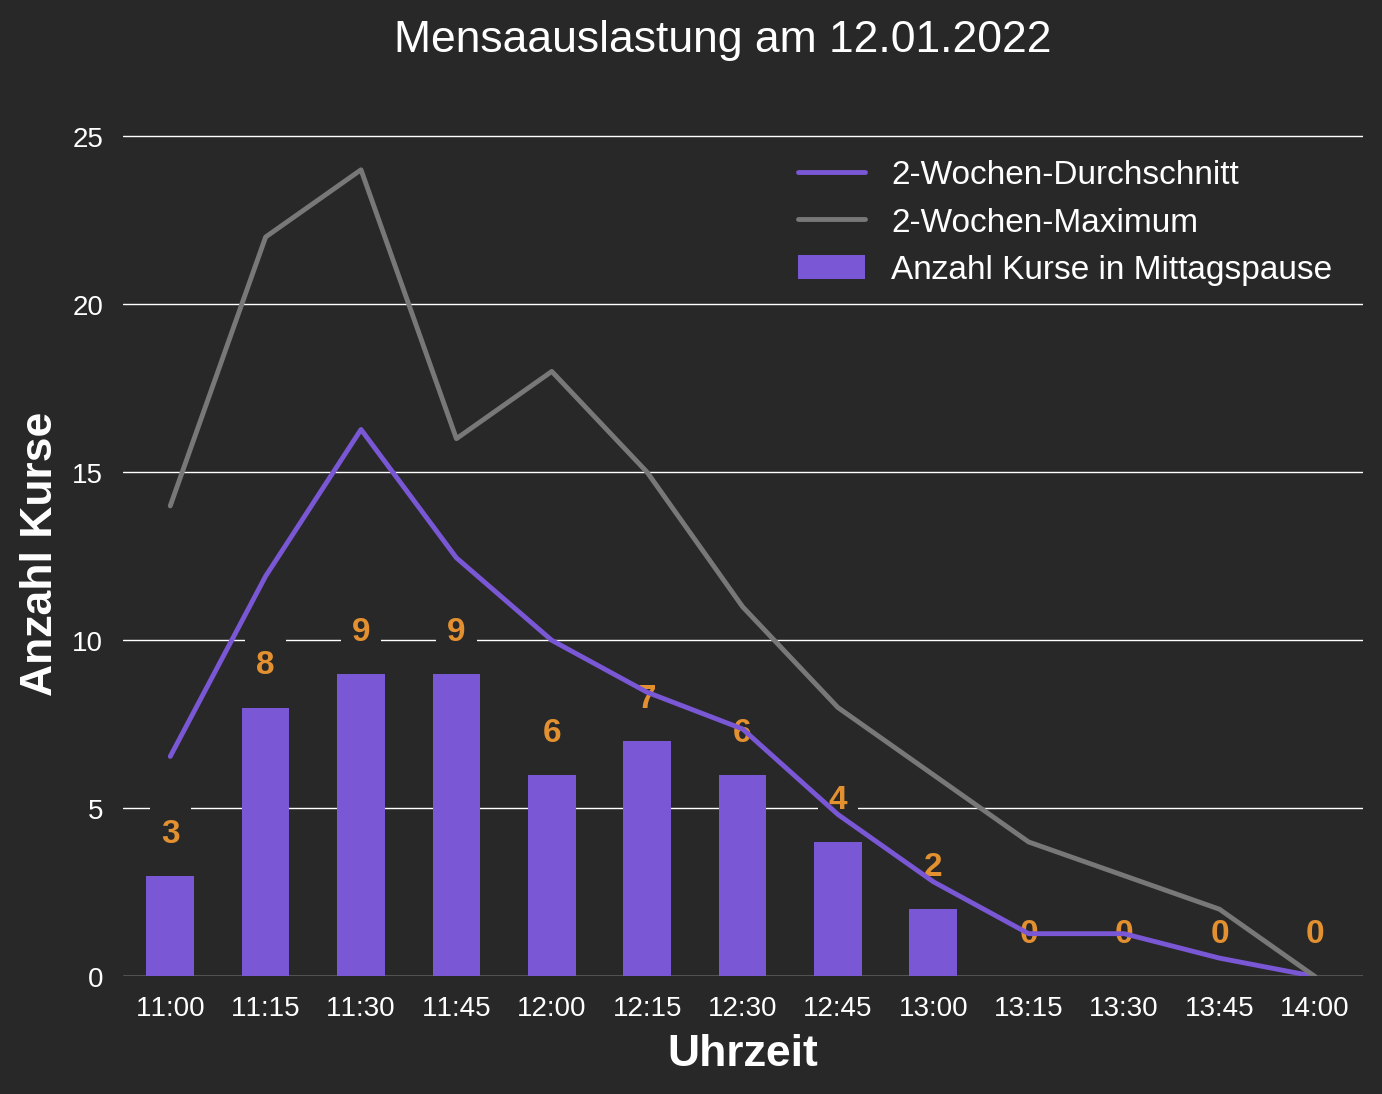 Mensaauslastung am 12.01.2022
25
20
15
10
5
0
Anzahl Kurse
2-Wochen-Durchschnitt
2-Wochen-Maximum
Anzahl Kurse in Mittagspause
3
8
9
9
6
7
6
4
2
0
0
0
0
11:00 11:15 11:30 11:45 12:00 12:15 12:30 12:45 13:00 13:15 13:30 13:45 14:00
Uhrzeit